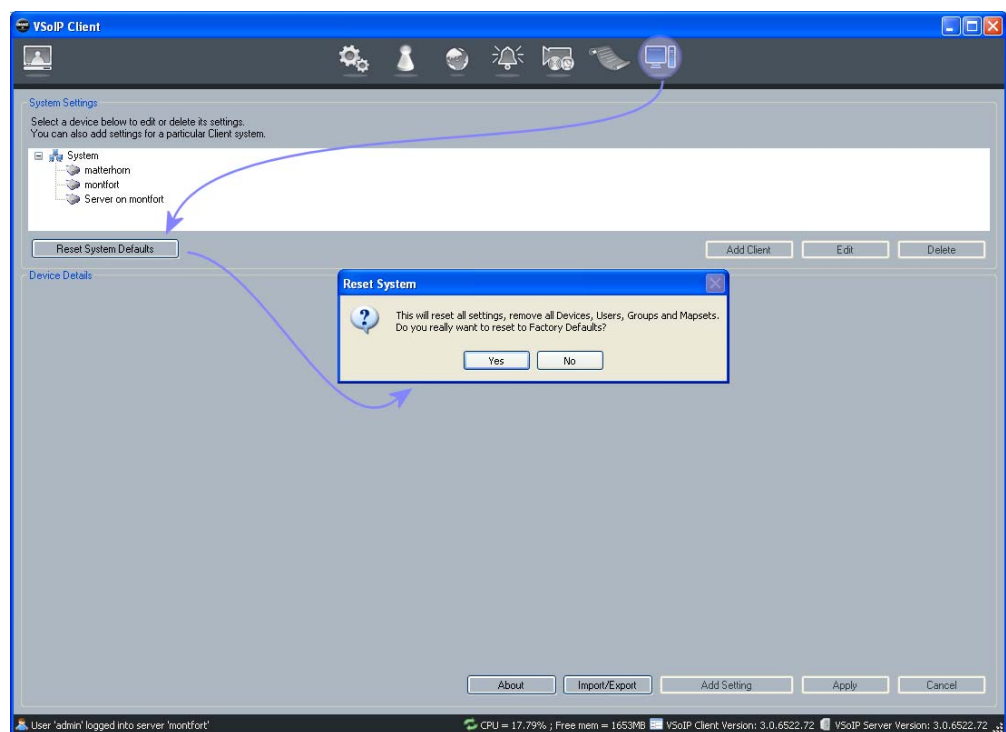 VSoIP Client
System Settings
Select a device below to edit or delete its settings.
You can also add settings for a particular Client system.
System
matterhorn
montfort
Server on montfort
Reset System Defaults
Add Client
Edit
Delete
Device Details
Reset System
This will reset all settings, remove all Devices, Users, Groups and Mapsets.
Do you really want to reset to Factory Defaults?
Yes
No
About
Import/Export
Add Setting
Apply
Cancel
User 'admin' logged into server 'montfort'
CPU = 17.79% ; Free mem = 1653MB
VSoIP Client Version: 3.0.6522.72
VSoIP Server Version: 3.0.6522.72